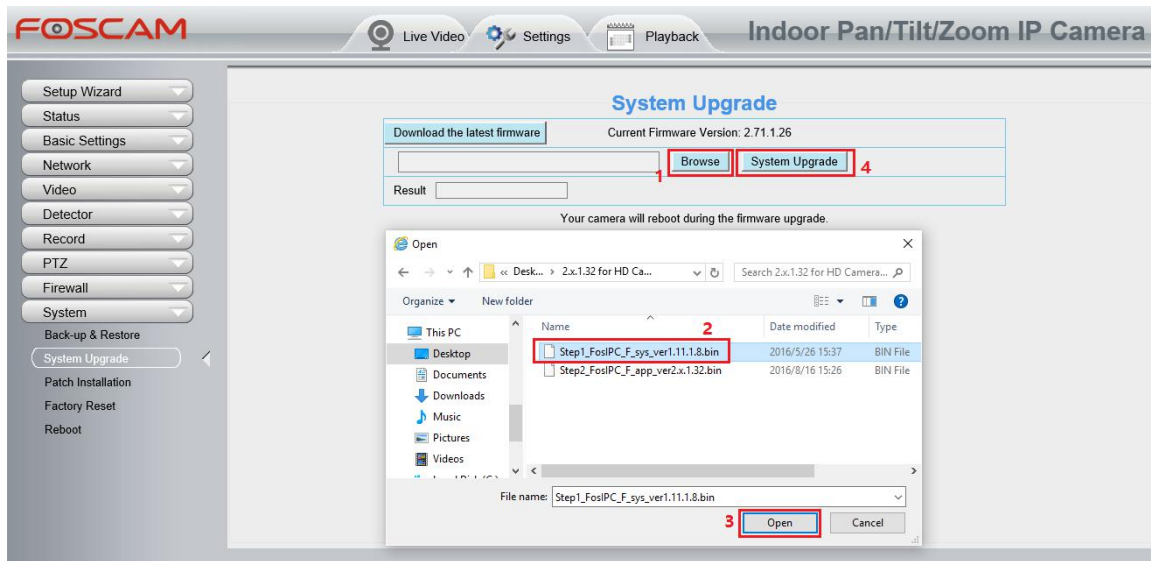 FOSCAM
Live Video
Settings
Playback
Indoor Pan/Tilt/Zoom IP Camera
Setup Wizard
Status
Basic Settings
Network
Video
Detector
Record
PTZ
Firewall
System
Back-up & Restore
System Upgrade
Patch Installation
Factory Reset
Reboot
System Upgrade
Download the latest firmware
Current Firmware Version: 2.71.1.26
1
Browse
System Upgrade
4
Result
Your camera will reboot during the firmware upgrade.
Open
« Desk... › 2.x.1.32 for HD Ca...
Search 2.x.1.32 for HD Camera...
Organize
New folder
This PC
Desktop
Documents
Downloads
Music
Pictures
Videos
Name
2
Date modified
Type
Step1_FosIPC_F_sys_ver1.11.1.8.bin
2016/5/26 15:37
BIN File
Step2_FosIPC_F_app_ver2.x.1.32.bin
2016/8/16 15:26
BIN File
File name:
Step1_FosIPC_F_sys_ver1.11.1.8.bin
3
Open
Cancel